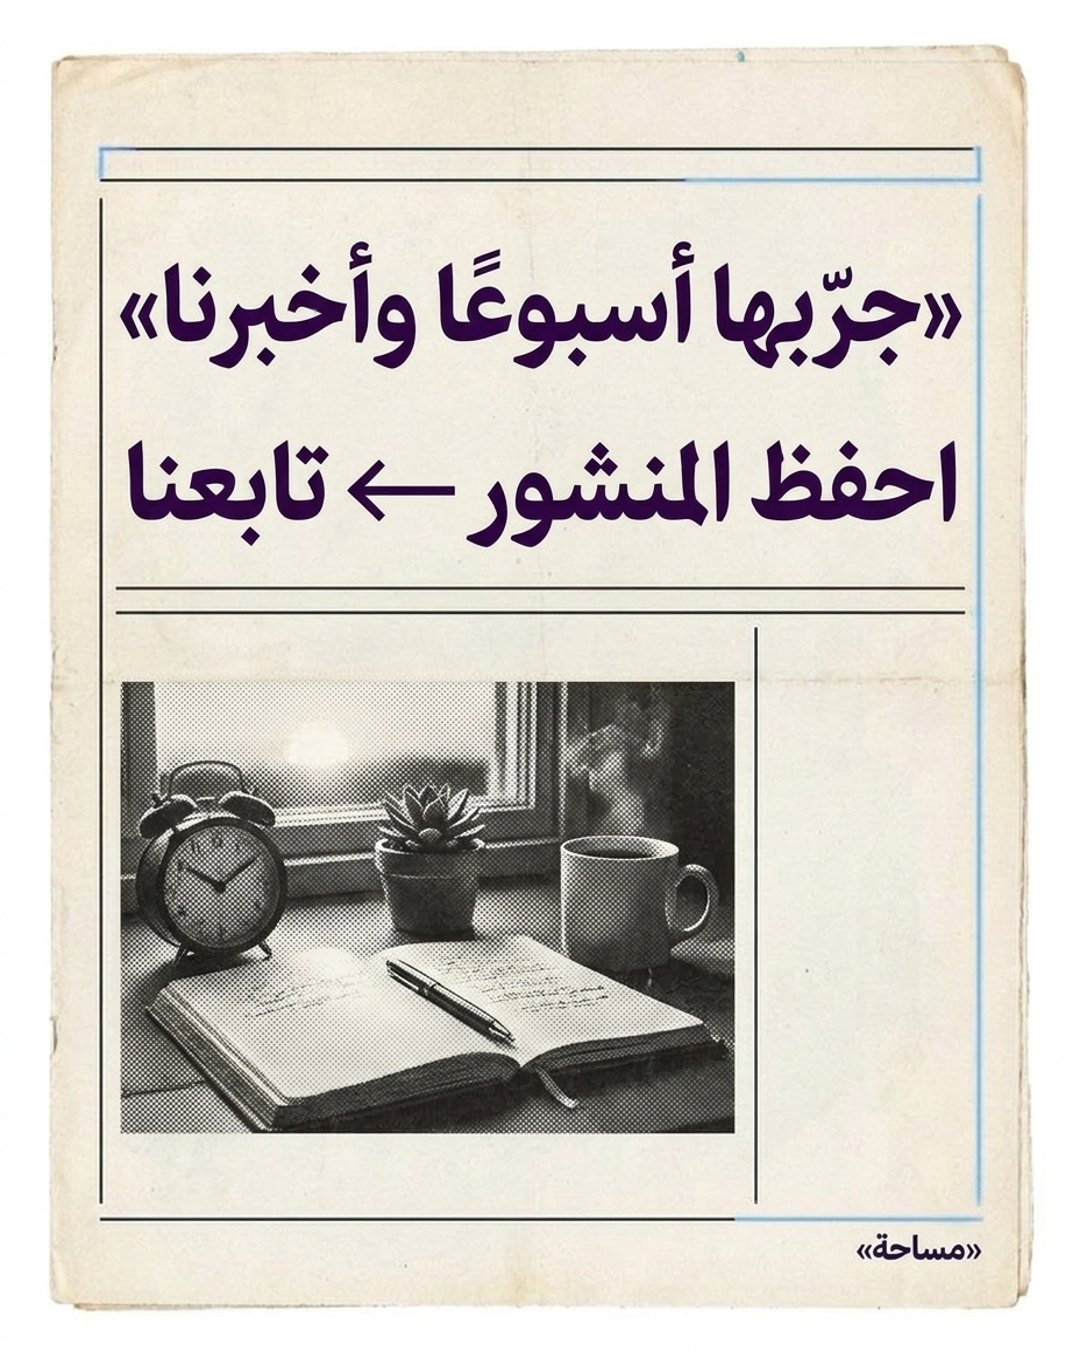 «جرّبها أسبوعًا وأخبرنا»
احفظ المنشور ← تابعنا
«مساحة»